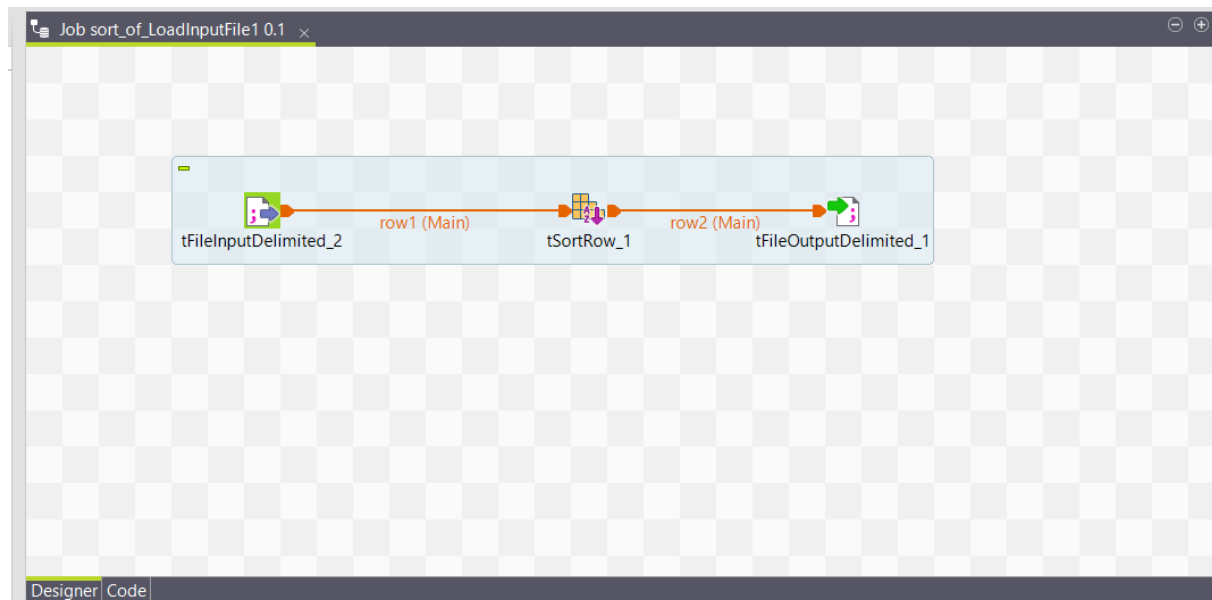 Job sort_of_LoadInputFile1 0.1
row1 (Main)
row2 (Main)
tFileInputDelimited_2
tSortRow_1
tFileOutputDelimited_1
Designer
Code